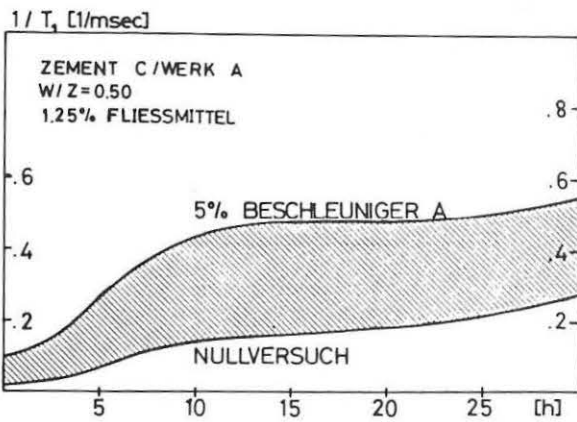 1/ T₁ [1/msec]
ZEMENT C/WERK A
W/Z=0.50
1.25% FLIESSMITTEL
.8
.6
.6
5% BESCHLEUNIGER A
.4
.4
.2
.2
NULLVERSUCH
5 10 15 20 25 [h]